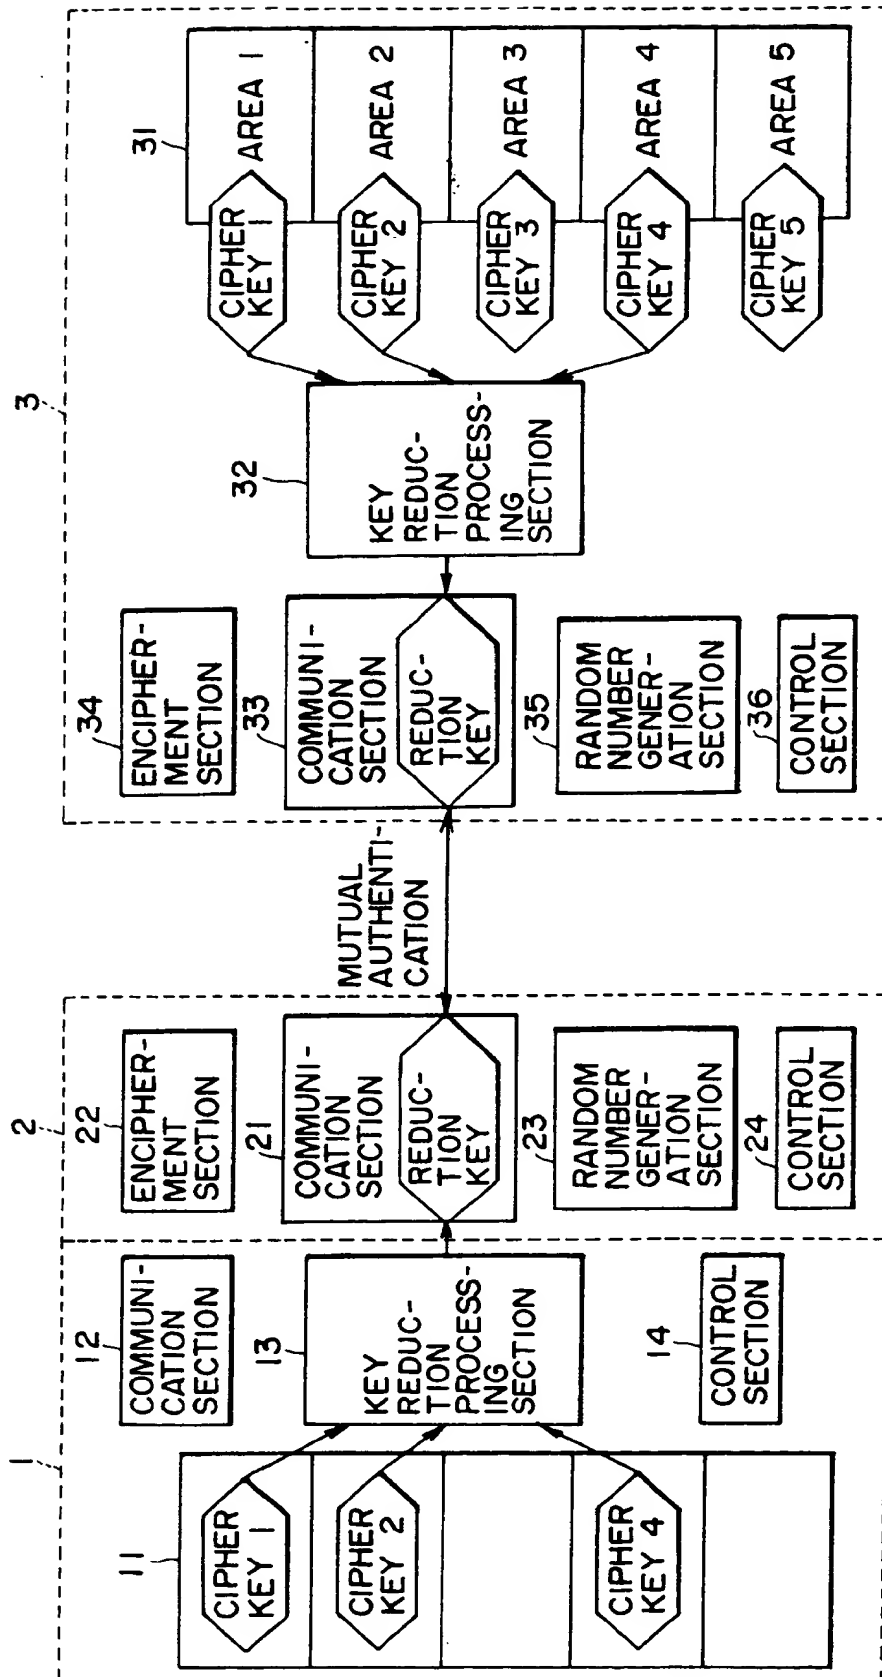 1
11
CIPHER
KEY 1
CIPHER
KEY 2
CIPHER
KEY 4
12
COMMUNI-
CATION
SECTION
13
KEY
REDUC-
TION
PROCESS-
ING
SECTION
14
CONTROL
SECTION
2
22
ENCIPHER-
MENT
SECTION
21
COMMUNI-
CATION
SECTION
REDUC-
TION
KEY
23
RANDOM
NUMBER
GENER-
ATION
SECTION
24
CONTROL
SECTION
MUTUAL
AUTHENTI-
CATION
3
34
ENCIPHER-
MENT
SECTION
33
COMMUNI-
CATION
SECTION
REDUC-
TION
KEY
35
RANDOM
NUMBER
GENER-
ATION
SECTION
36
CONTROL
SECTION
32
KEY
REDUC-
TION
PROCESS-
ING
SECTION
31
CIPHER
KEY 1
AREA 1
CIPHER
KEY 2
AREA 2
CIPHER
KEY 3
AREA 3
CIPHER
KEY 4
AREA 4
CIPHER
KEY 5
AREA 5